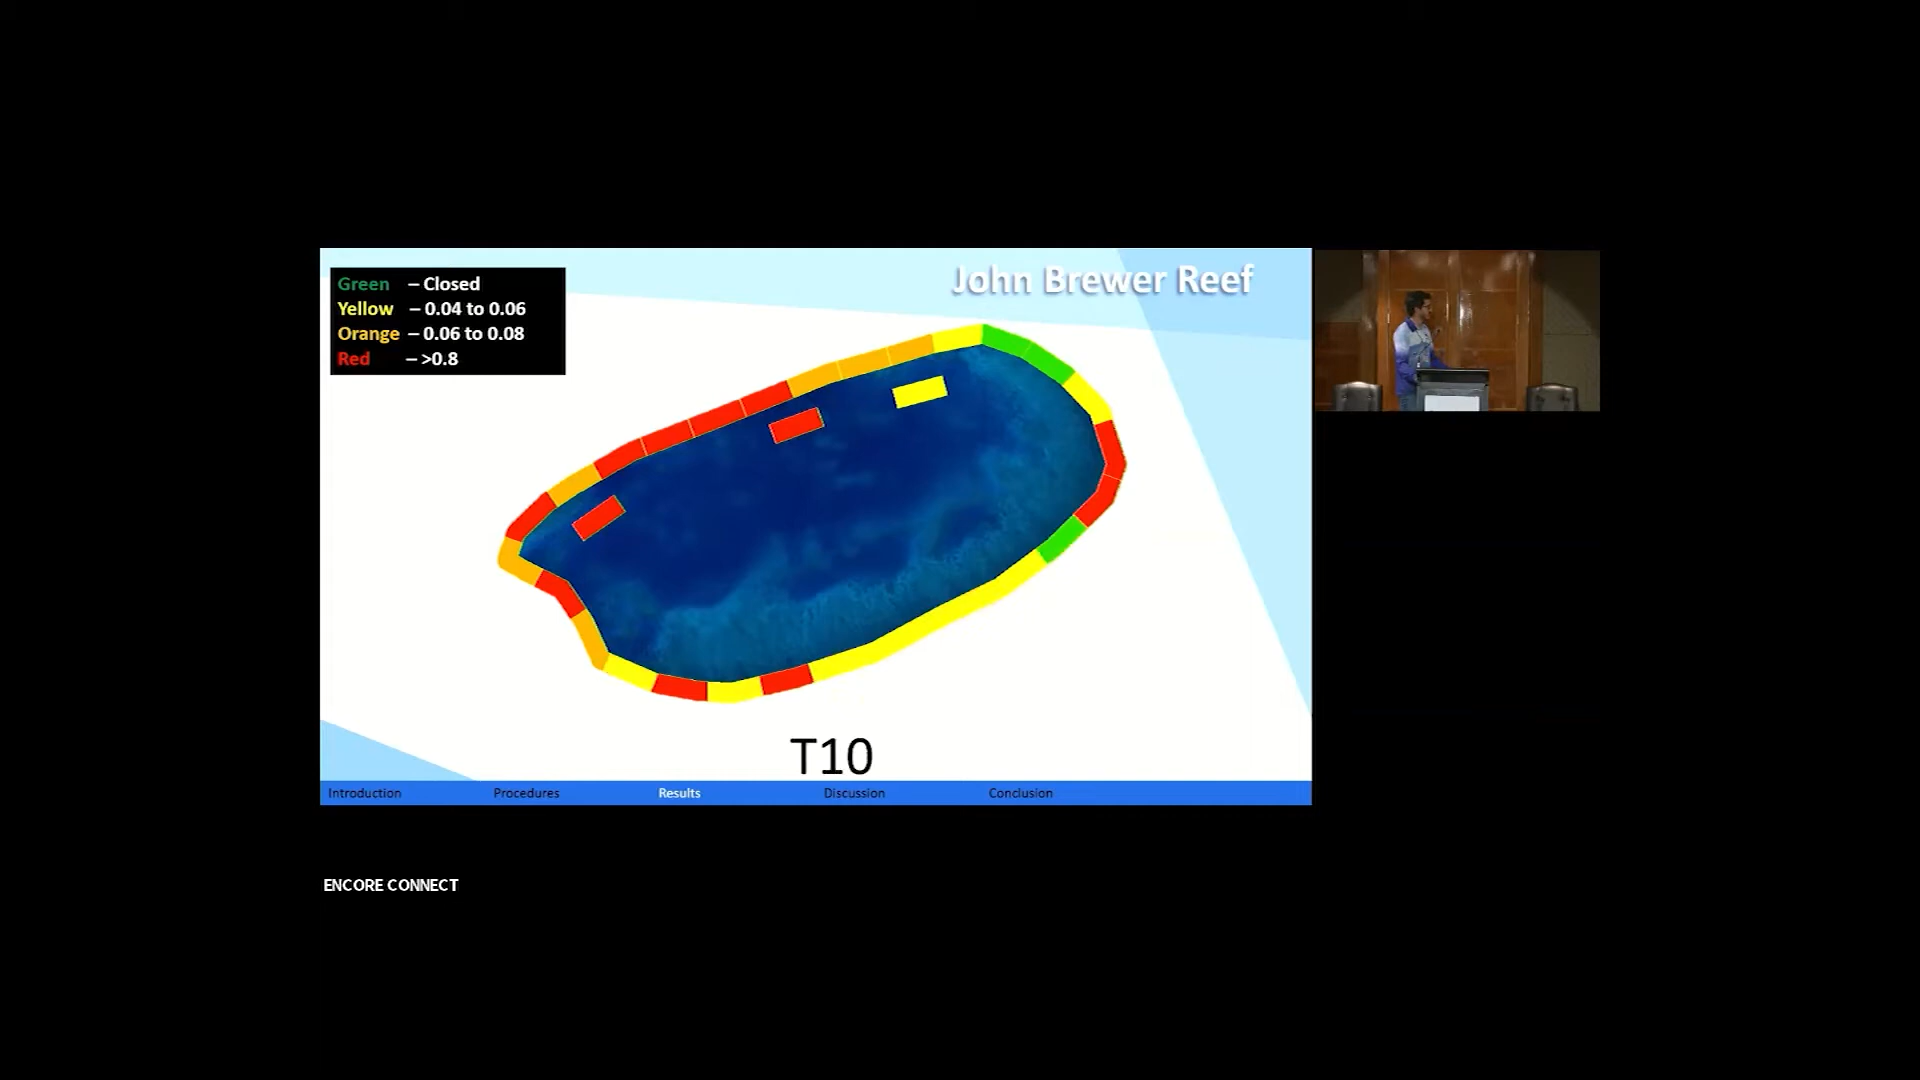 John Brewer Reef
Green – Closed
Yellow – 0.04 to 0.06
Orange – 0.06 to 0.08
Red – >0.8
T10
Introduction Procedures Results Discussion Conclusion
ENCORE CONNECT